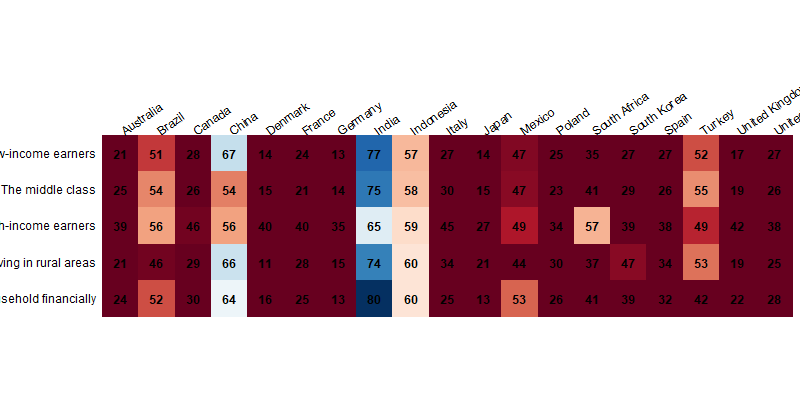 Australia Brazil Canada China Denmark France Germany India Indonesia Italy Japan Mexico Poland South Africa South Korea Spain Turkey United Kingdom United
w-income earners 21 51 28 67 14 24 13 77 57 27 14 47 25 35 27 27 52 17 27
The middle class 25 54 26 54 15 21 14 75 58 30 15 47 23 41 29 26 55 19 26
h-income earners 39 56 46 56 40 40 35 65 59 45 27 49 34 57 39 38 49 42 38
ving in rural areas 21 46 29 66 11 28 15 74 60 34 21 44 30 37 47 34 53 19 25
sehold financially 24 52 30 64 16 25 13 80 60 25 13 53 26 41 39 32 42 22 28